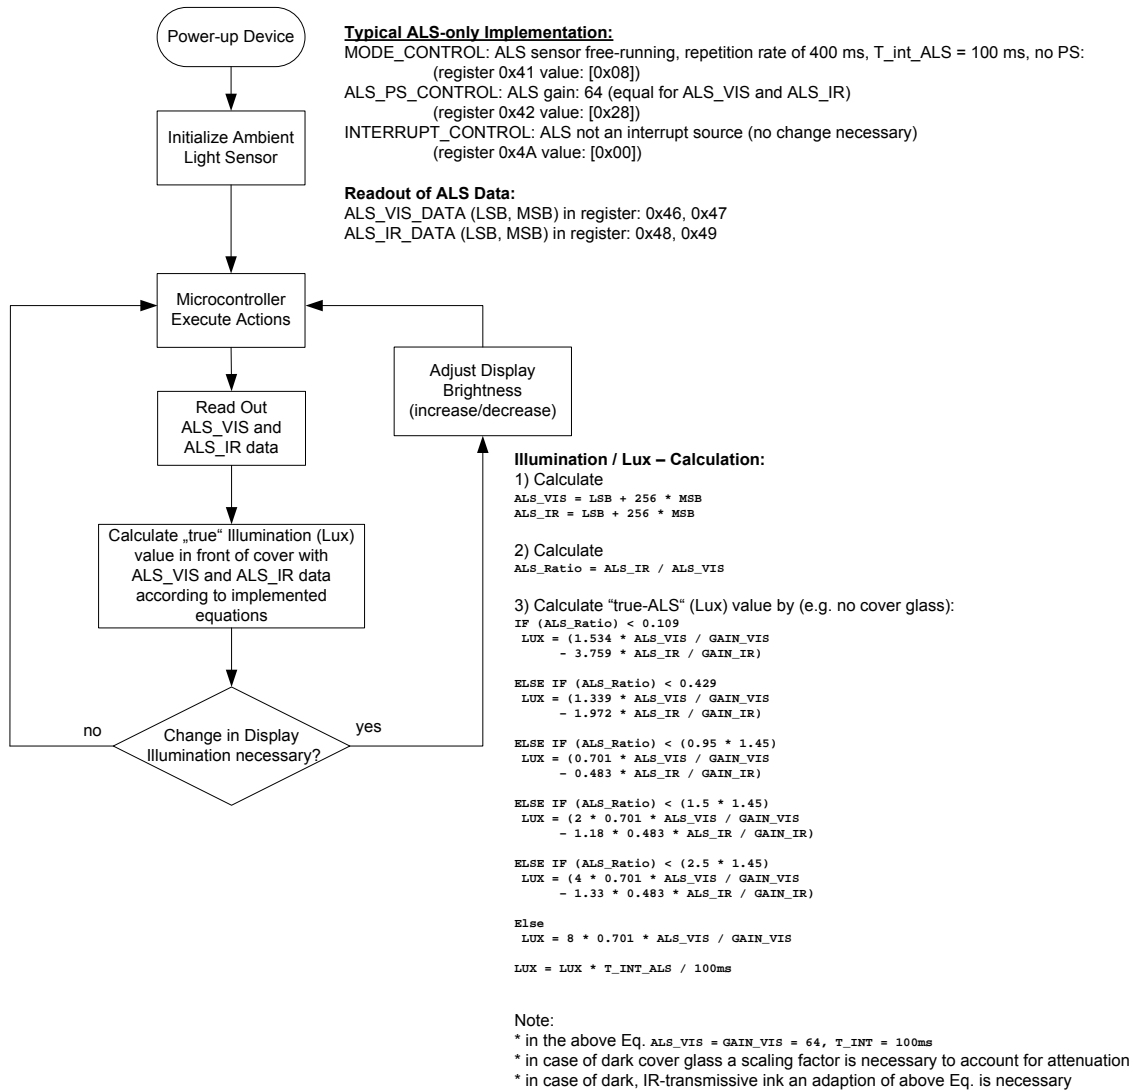 Power-up Device
Typical ALS-only Implementation:
MODE_CONTROL: ALS sensor free-running, repetition rate of 400 ms, T_int_ALS = 100 ms, no PS:
(register 0x41 value: [0x08])
ALS_PS_CONTROL: ALS gain: 64 (equal for ALS_VIS and ALS_IR)
(register 0x42 value: [0x28])
INTERRUPT_CONTROL: ALS not an interrupt source (no change necessary)
(register 0x4A value: [0x00])
Initialize Ambient
Light Sensor
Readout of ALS Data:
ALS_VIS_DATA (LSB, MSB) in register: 0x46, 0x47
ALS_IR_DATA (LSB, MSB) in register: 0x48, 0x49
Microcontroller
Execute Actions
Adjust Display
Brightness
(increase/decrease)
Read Out
ALS_VIS and
ALS_IR data
Calculate „true“ Illumination (Lux)
value in front of cover with
ALS_VIS and ALS_IR data
according to implemented
equations
no
Change in Display
Illumination necessary?
yes
Illumination / Lux – Calculation:
1) Calculate
ALS_VIS = LSB + 256 * MSB
ALS_IR = LSB + 256 * MSB
2) Calculate
ALS_Ratio = ALS_IR / ALS_VIS
3) Calculate “true-ALS“ (Lux) value by (e.g. no cover glass):
IF (ALS_Ratio) < 0.109
LUX = (1.534 * ALS_VIS / GAIN_VIS
– 3.759 * ALS_IR / GAIN_IR)
ELSE IF (ALS_Ratio) < 0.429
LUX = (1.339 * ALS_VIS / GAIN_VIS
– 1.972 * ALS_IR / GAIN_IR)
ELSE IF (ALS_Ratio) < (0.95 * 1.45)
LUX = (0.701 * ALS_VIS / GAIN_VIS
– 0.483 * ALS_IR / GAIN_IR)
ELSE IF (ALS_Ratio) < (1.5 * 1.45)
LUX = (2 * 0.701 * ALS_VIS / GAIN_VIS
– 1.18 * 0.483 * ALS_IR / GAIN_IR)
ELSE IF (ALS_Ratio) < (2.5 * 1.45)
LUX = (4 * 0.701 * ALS_VIS / GAIN_VIS
– 1.33 * 0.483 * ALS_IR / GAIN_IR)
Else
LUX = 8 * 0.701 * ALS_VIS / GAIN_VIS
LUX = LUX * T_INT_ALS / 100ms
Note:
* in the above Eq. ALS_VIS = GAIN_VIS = 64, T_INT = 100ms
* in case of dark cover glass a scaling factor is necessary to account for attenuation
* in case of dark, IR-transmissive ink an adaption of above Eq. is necessary